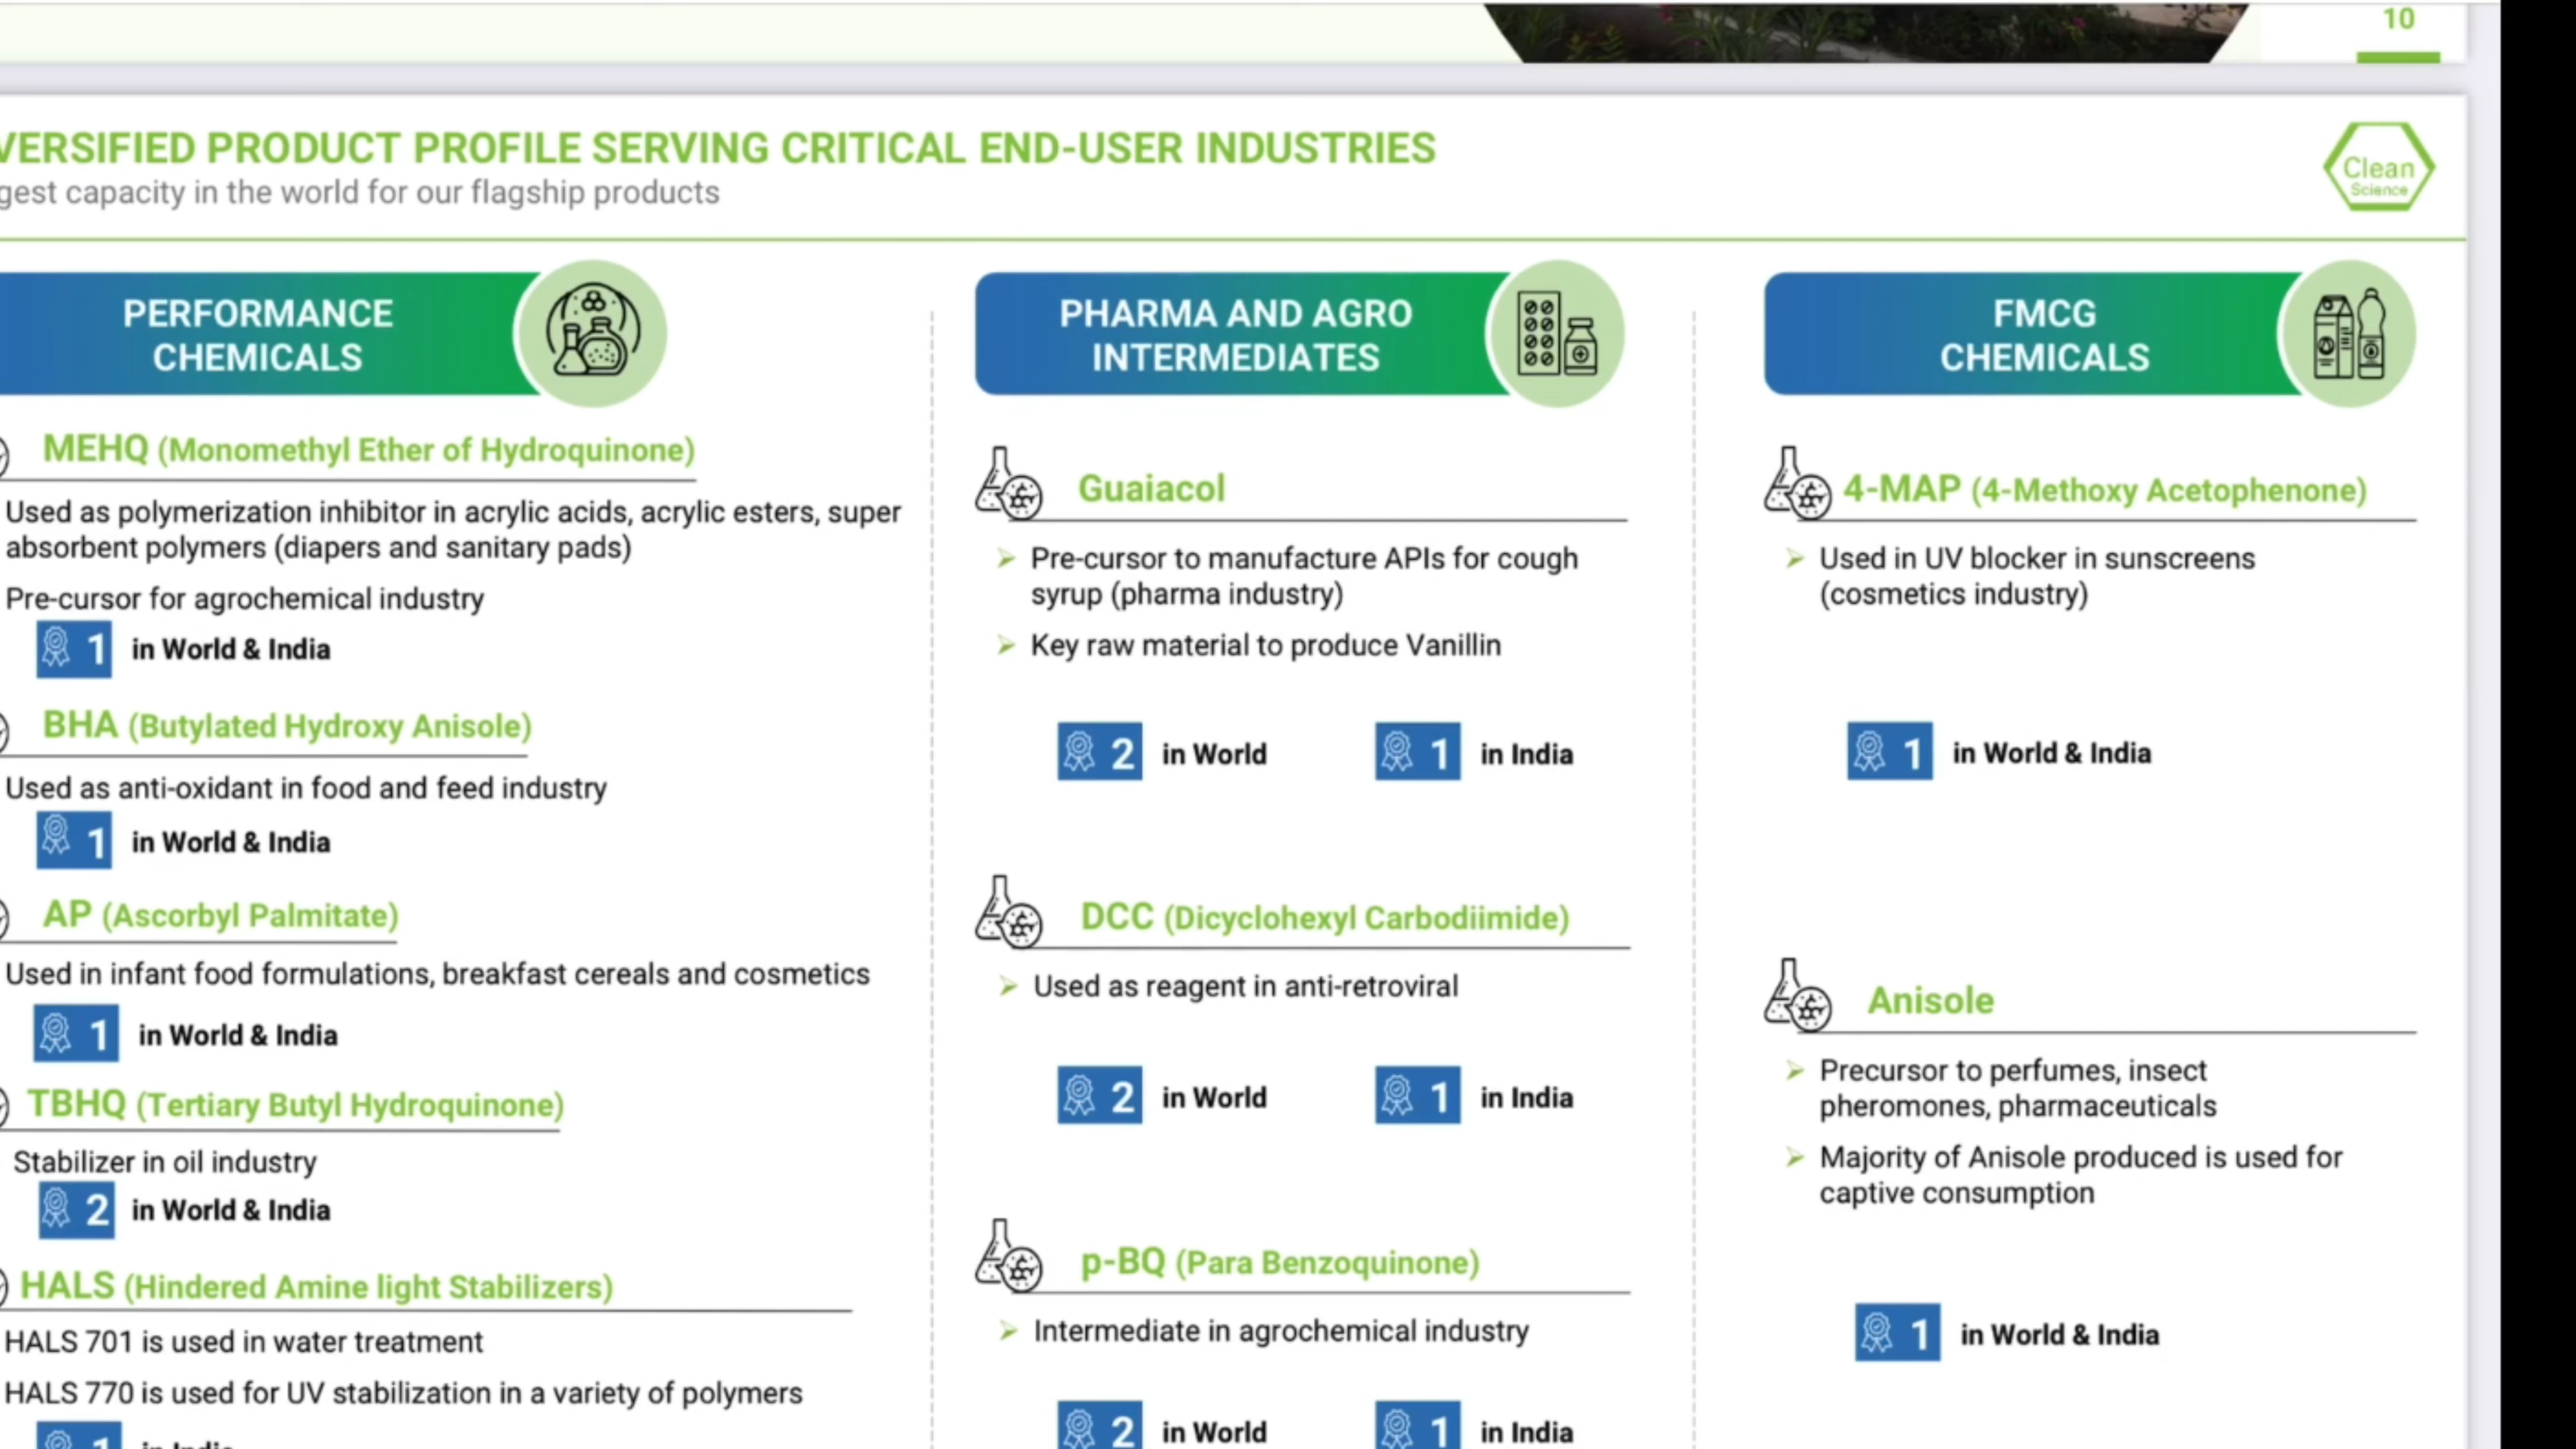 10
VERSIFIED PRODUCT PROFILE SERVING CRITICAL END-USER INDUSTRIES
gest capacity in the world for our flagship products
Clean
Science
PERFORMANCE
CHEMICALS
MEHQ (Monomethyl Ether of Hydroquinone)
Used as polymerization inhibitor in acrylic acids, acrylic esters, super
absorbent polymers (diapers and sanitary pads)
Pre-cursor for agrochemical industry
1 in World & India
BHA (Butylated Hydroxy Anisole)
Used as anti-oxidant in food and feed industry
1 in World & India
AP (Ascorbyl Palmitate)
Used in infant food formulations, breakfast cereals and cosmetics
1 in World & India
TBHQ (Tertiary Butyl Hydroquinone)
Stabilizer in oil industry
2 in World & India
HALS (Hindered Amine light Stabilizers)
HALS 701 is used in water treatment
HALS 770 is used for UV stabilization in a variety of polymers
1 in India
PHARMA AND AGRO
INTERMEDIATES
Guaiacol
Pre-cursor to manufacture APIs for cough
syrup (pharma industry)
Key raw material to produce Vanillin
2 in World 1 in India
DCC (Dicyclohexyl Carbodiimide)
Used as reagent in anti-retroviral
2 in World 1 in India
p-BQ (Para Benzoquinone)
Intermediate in agrochemical industry
2 in World 1 in India
FMCG
CHEMICALS
4-MAP (4-Methoxy Acetophenone)
Used in UV blocker in sunscreens
(cosmetics industry)
1 in World & India
Anisole
Precursor to perfumes, insect
pheromones, pharmaceuticals
Majority of Anisole produced is used for
captive consumption
1 in World & India